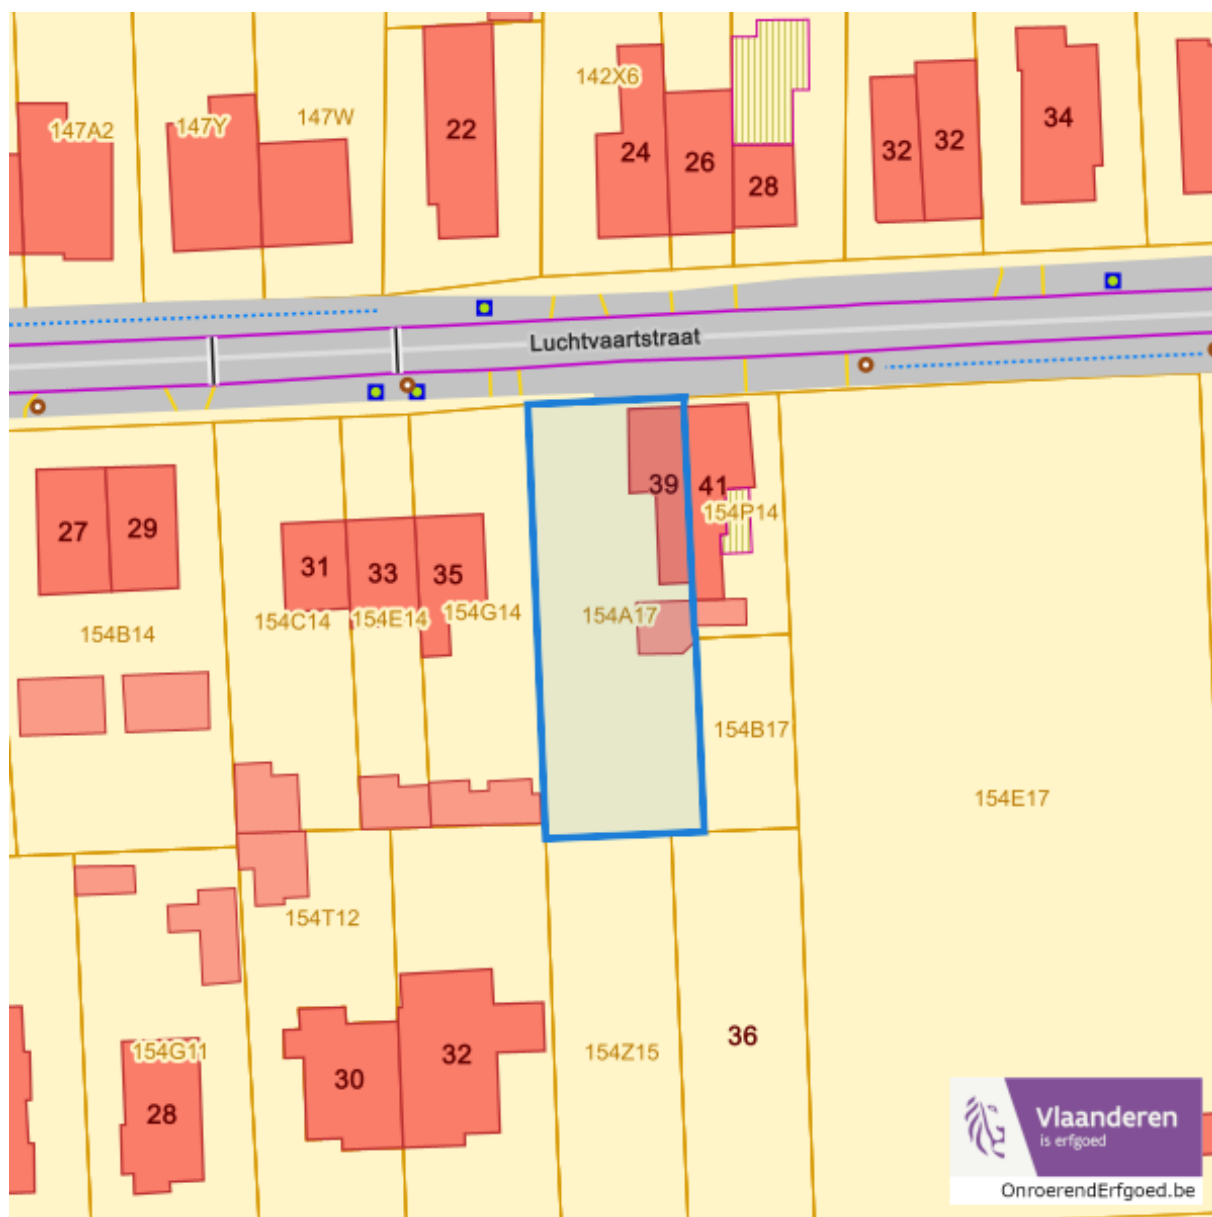 147A2
147Y
147W
22
142X6
24
26
28
32
32
34
Luchtvaartstraat
27
29
31
33
35
39
41
154P14
154B14
154C14
154E14
154G14
154A17
154B17
154E17
154T12
154G11
28
30
32
154Z15
36
Vlaanderen
is erfgoed
OnroerendErfgoed.be